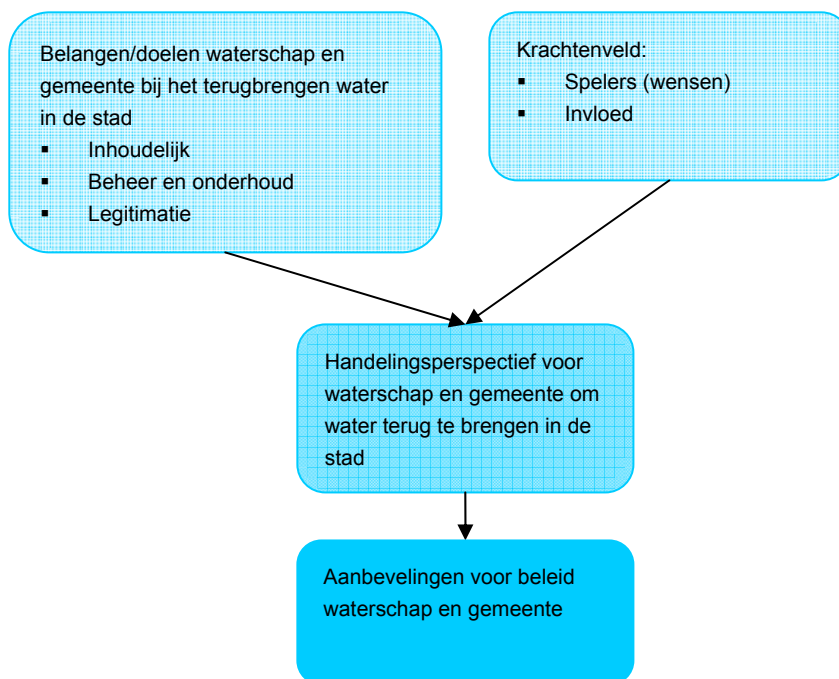 Belangen/doelen waterschap en
gemeente bij het terugbrengen water
in de stad
▪ Inhoudelijk
▪ Beheer en onderhoud
▪ Legitimatie
Krachtenveld:
▪ Spelers (wensen)
▪ Invloed
Handelingsperspectief voor
waterschap en gemeente om
water terug te brengen in de
stad
Aanbevelingen voor beleid
waterschap en gemeente